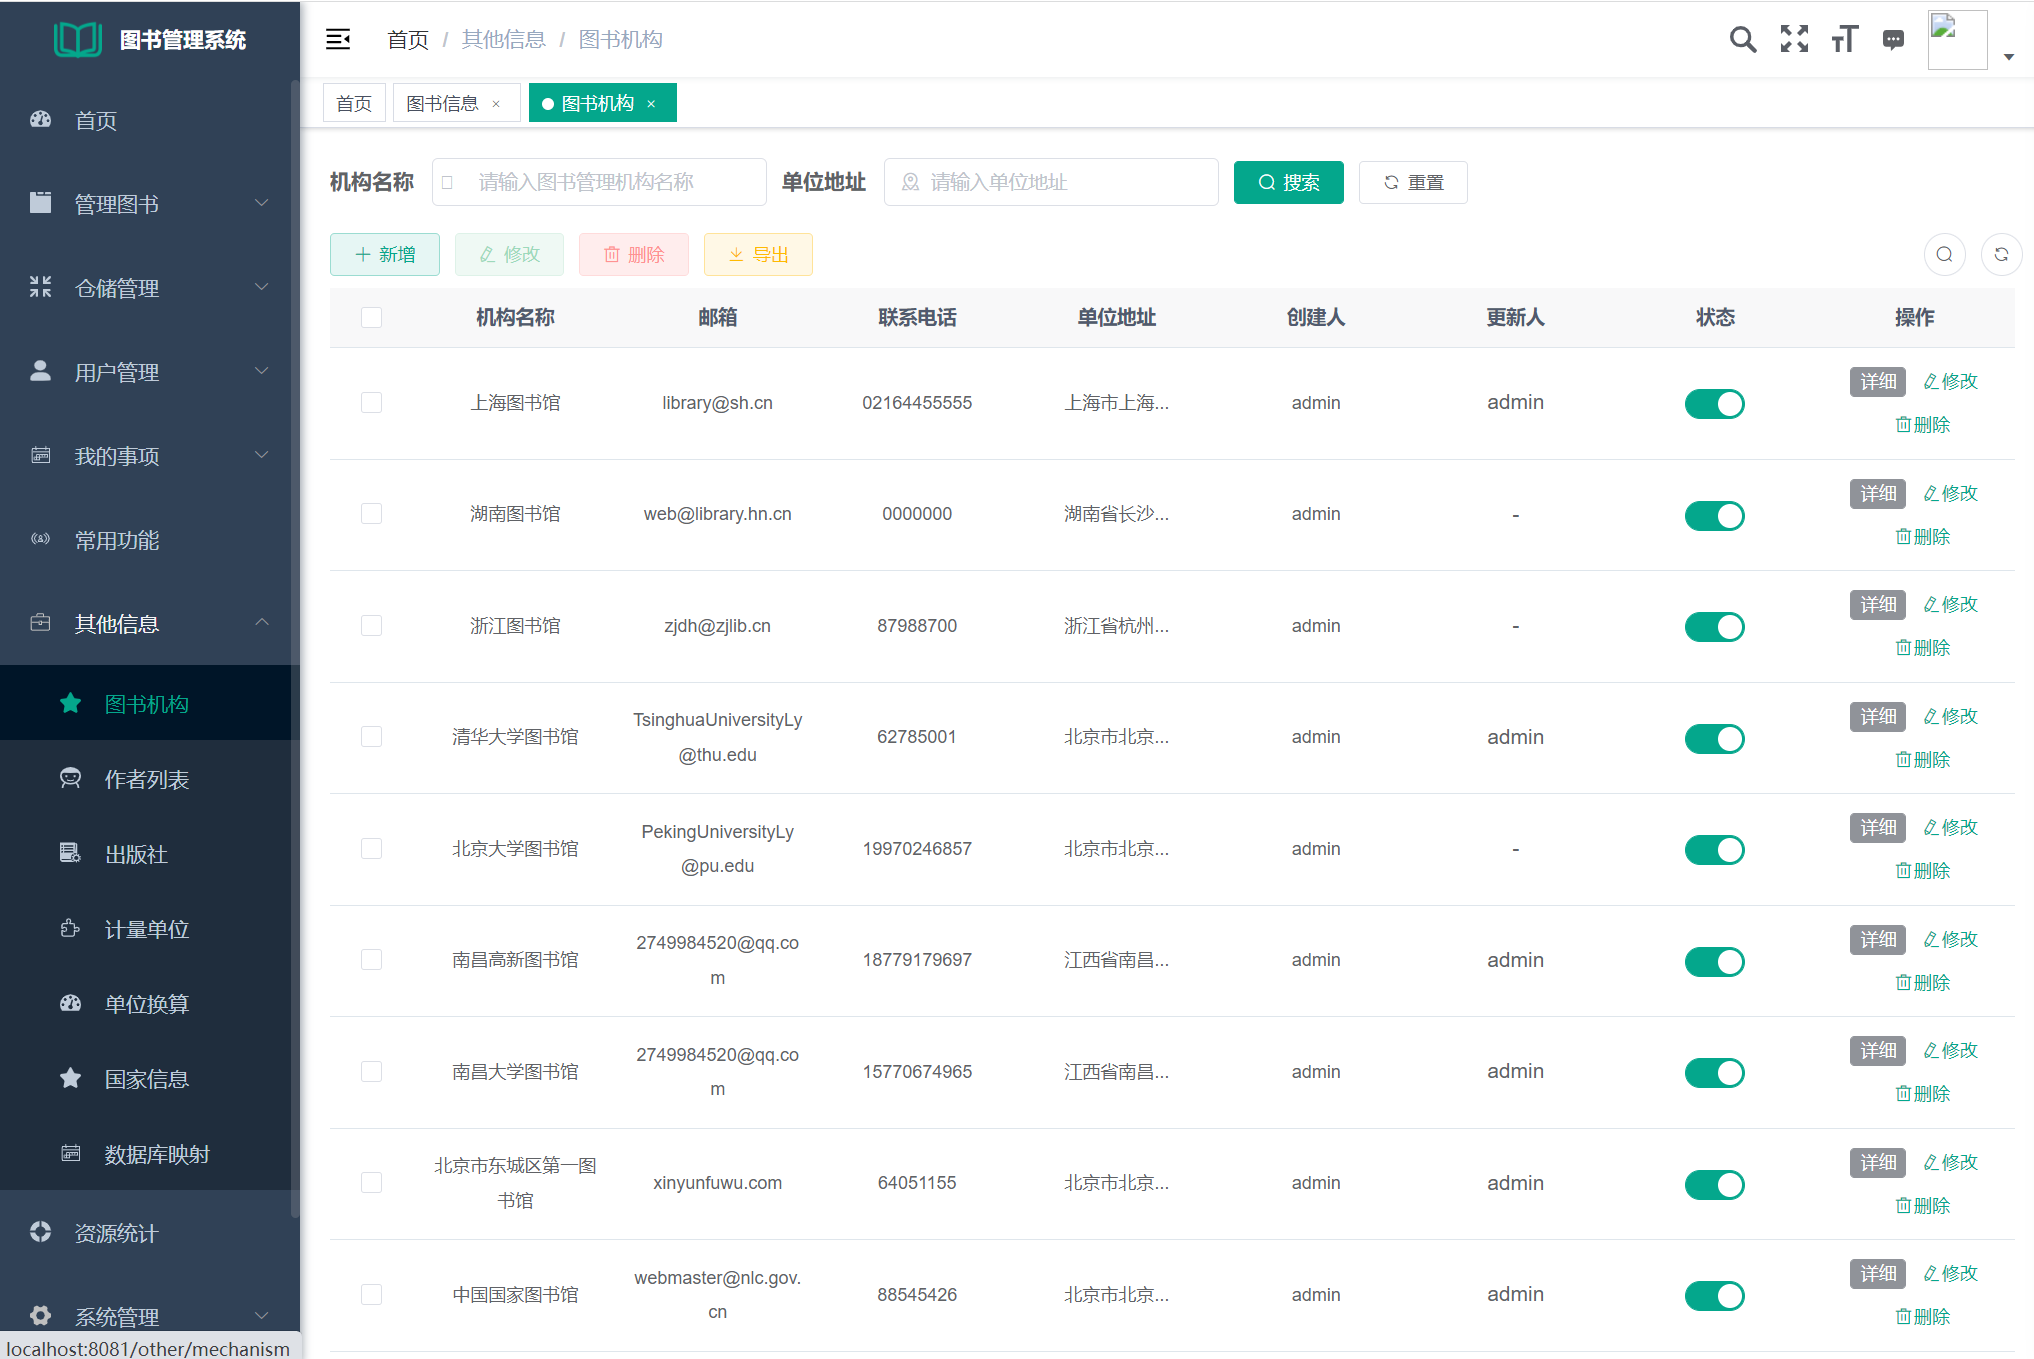 图书管理系统
首页 / 其他信息 / 图书机构
首页
图书信息 ×
图书机构 ×
首页
管理图书
仓储管理
用户管理
我的事项
常用功能
其他信息
图书机构
作者列表
出版社
计量单位
单位换算
国家信息
数据库映射
资源统计
系统管理
localhost:8081/other/mechanism
机构名称 请输入图书管理机构名称 单位地址 请输入单位地址 搜索 重置
新增 修改 删除 导出
机构名称 邮箱 联系电话 单位地址 创建人 更新人 状态 操作
上海图书馆 library@sh.cn 02164455555 上海市上海... admin admin 详细 修改
删除
湖南图书馆 web@library.hn.cn 0000000 湖南省长沙... admin - 详细 修改
删除
浙江图书馆 zjdh@zjlib.cn 87988700 浙江省杭州... admin - 详细 修改
删除
清华大学图书馆 TsinghuaUniversityLy
@thu.edu 62785001 北京市北京... admin admin 详细 修改
删除
北京大学图书馆 PekingUniversityLy
@pu.edu 19970246857 北京市北京... admin - 详细 修改
删除
南昌高新图书馆 2749984520@qq.co
m 18779179697 江西省南昌... admin admin 详细 修改
删除
南昌大学图书馆 2749984520@qq.co
m 15770674965 江西省南昌... admin admin 详细 修改
删除
北京市东城区第一图
书馆 xinyunfuwu.com 64051155 北京市北京... admin admin 详细 修改
删除
中国国家图书馆 webmaster@nlc.gov.
cn 88545426 北京市北京... admin admin 详细 修改
删除